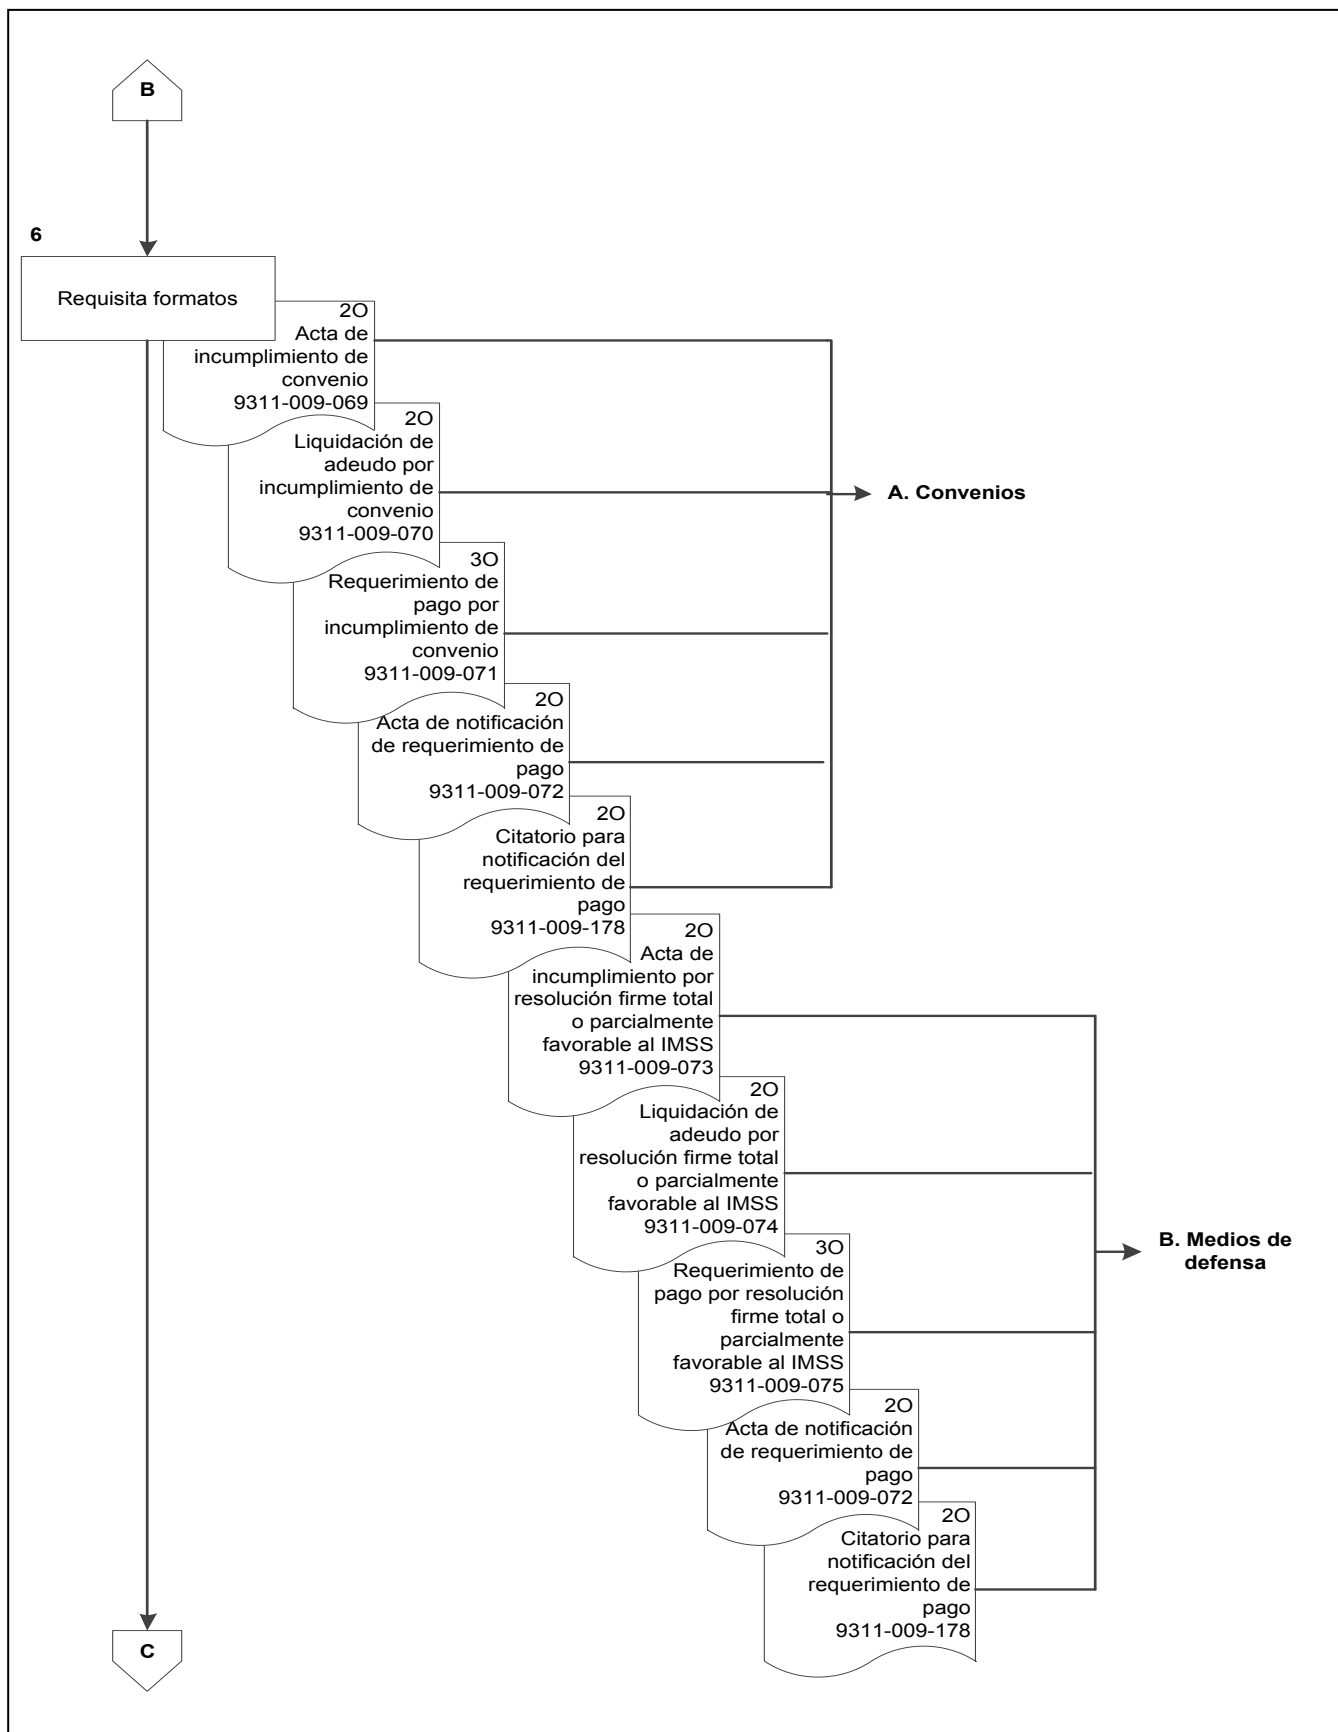 B
6
Requisita formatos
2O
Acta de
incumplimiento de
convenio
9311-009-069
2O
Liquidación de
adeudo por
incumplimiento de
convenio
9311-009-070
A. Convenios
3O
Requerimiento de
pago por
incumplimiento de
convenio
9311-009-071
2O
Acta de notificación
de requerimiento de
pago
9311-009-072
2O
Citatorio para
notificación del
requerimiento de
pago
9311-009-178
2O
Acta de
incumplimiento por
resolución firme total
o parcialmente
favorable al IMSS
9311-009-073
2O
Liquidación de
adeudo por
resolución firme total
o parcialmente
favorable al IMSS
9311-009-074
3O
Requerimiento de
pago por resolución
firme total o
parcialmente
favorable al IMSS
9311-009-075
B. Medios de
defensa
2O
Acta de notificación
de requerimiento de
pago
9311-009-072
2O
Citatorio para
notificación del
requerimiento de
pago
9311-009-178
C